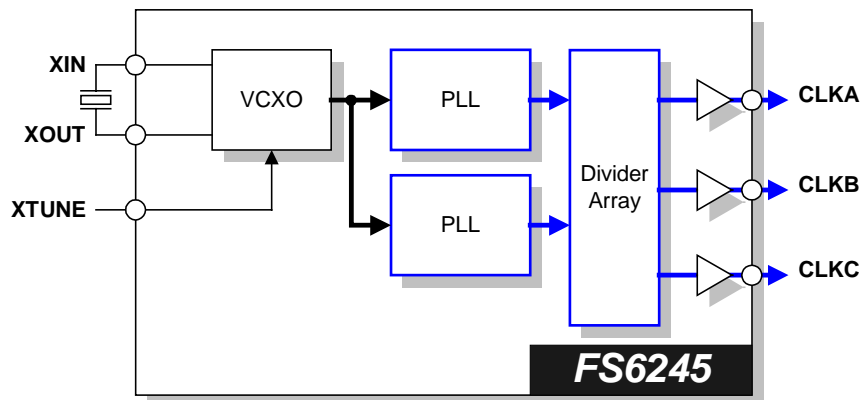 XIN
XOUT
XTUNE
VCXO
PLL
PLL
Divider
Array
CLKA
CLKB
CLKC
FS6245